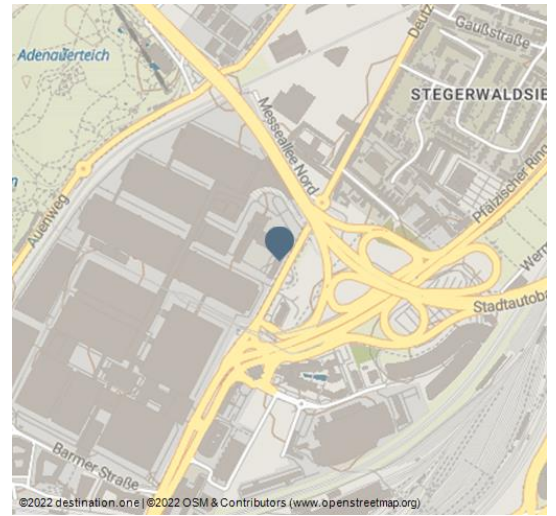 Adenauerteich
Gaußstraße
STEGERWALDSIE
Messeallee Nord
Pfälzischer Ring
Auenweg
Stadtautoba
Barmer Straße
©2022 destination.one | ©2022 OSM & Contributors (www.openstreetmap.org)